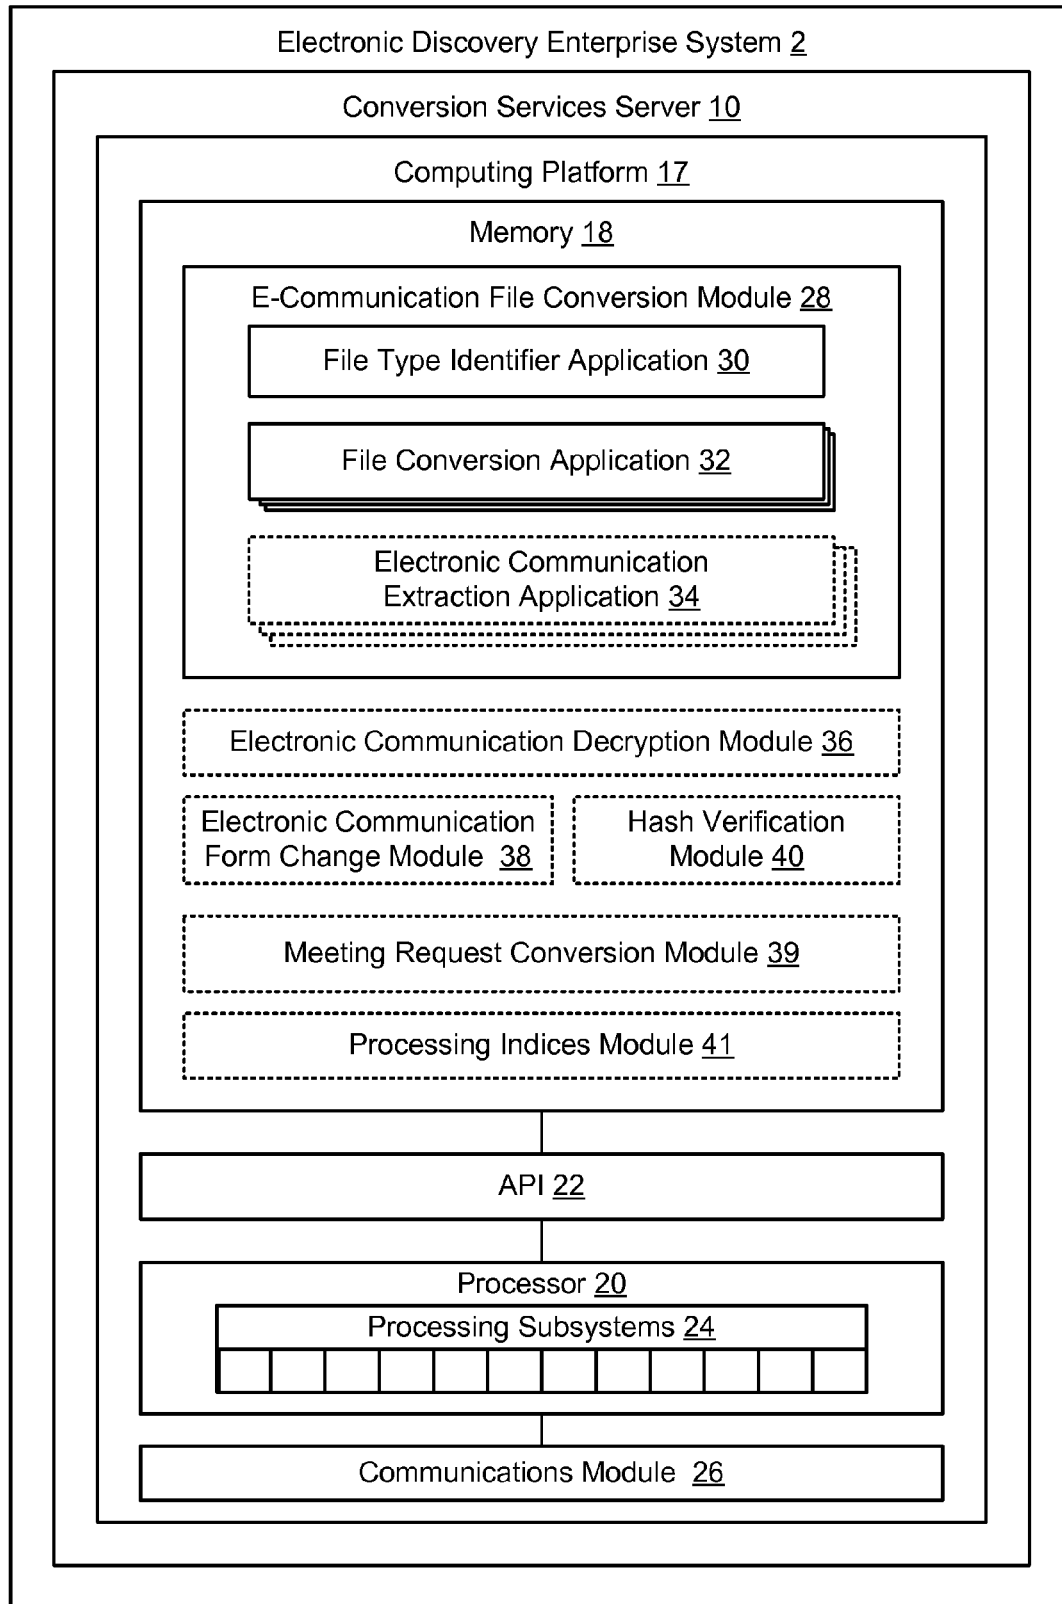 Electronic Discovery Enterprise System 2
Conversion Services Server 10
Computing Platform 17
Memory 18
E-Communication File Conversion Module 28
File Type Identifier Application 30
File Conversion Application 32
Electronic Communication
Extraction Application 34
Electronic Communication Decryption Module 36
Electronic Communication
Form Change Module 38
Hash Verification
Module 40
Meeting Request Conversion Module 39
Processing Indices Module 41
API 22
Processor 20
Processing Subsystems 24
Communications Module 26